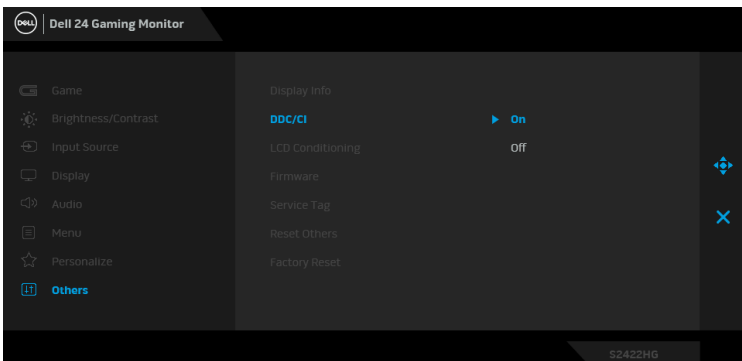 DELL
Dell 24 Gaming Monitor
Game
Brightness/Contrast
Input Source
Display
Audio
Menu
Personalize
Others
Display Info
DDC/CI
On
LCD Conditioning
Off
Firmware
Service Tag
Reset Others
Factory Reset
S2422HG